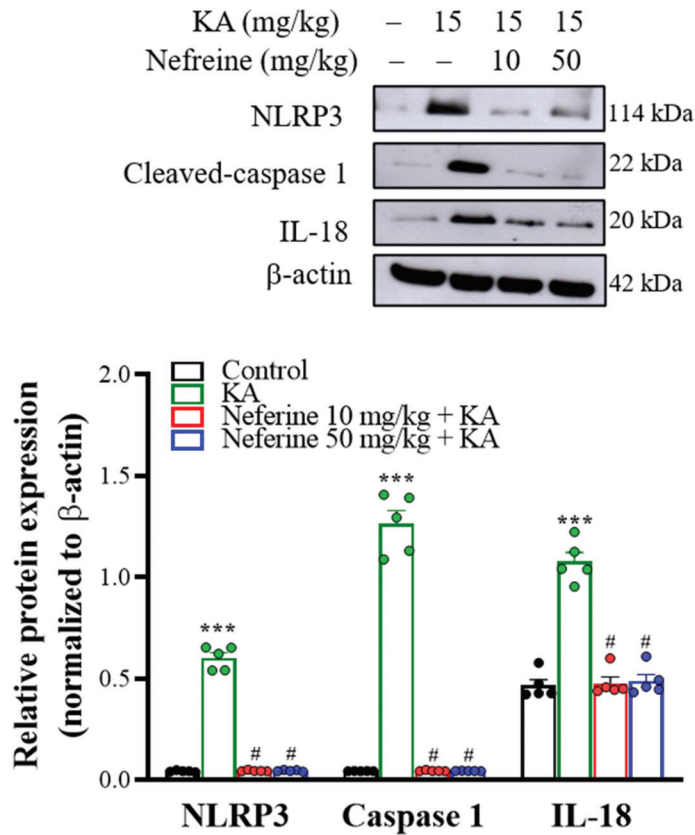 KA (mg/kg) – 15 15 15
Nefreine (mg/kg) – – 10 50
NLRP3 114 kDa
Cleaved-caspase 1 22 kDa
IL-18 20 kDa
β-actin 42 kDa
Relative protein expression
(normalized to β-actin)
2.0
1.5
1.0
0.5
0.0
Control
KA
Neferine 10 mg/kg + KA
Neferine 50 mg/kg + KA
*** # #
*** # #
*** # #
NLRP3 Caspase 1 IL-18